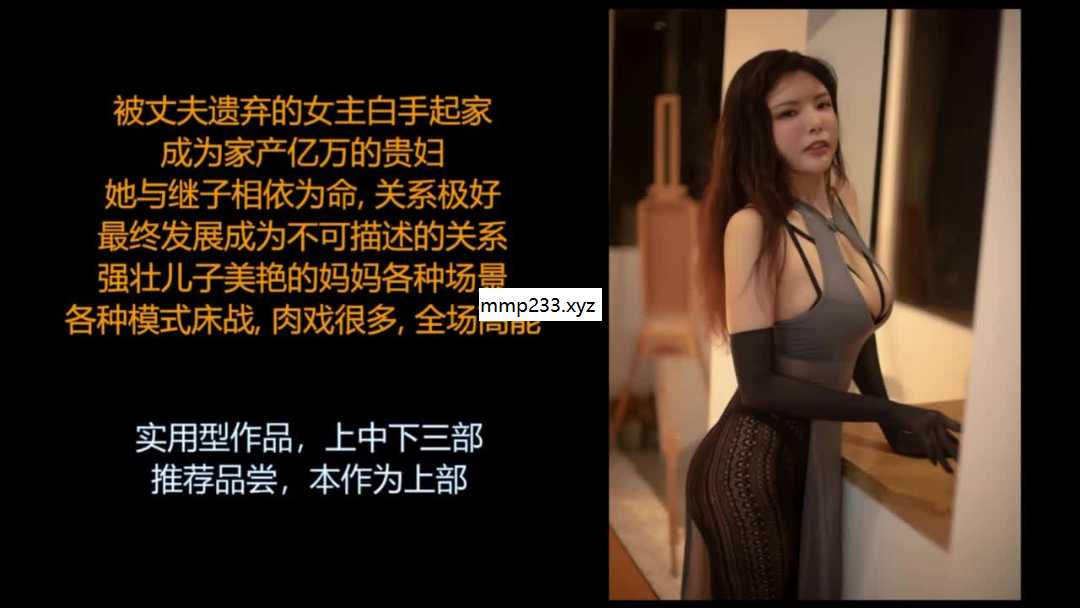 被丈夫遗弃的女主白手起家
成为家产亿万的贵妇
她与继子相依为命, 关系极好
最终发展成为不可描述的关系
强壮儿子美艳的妈妈各种场景
各种模式床战, 肉戏很多, 全场高能
mmp233.xyz
实用型作品，上中下三部
推荐品尝，本作为上部